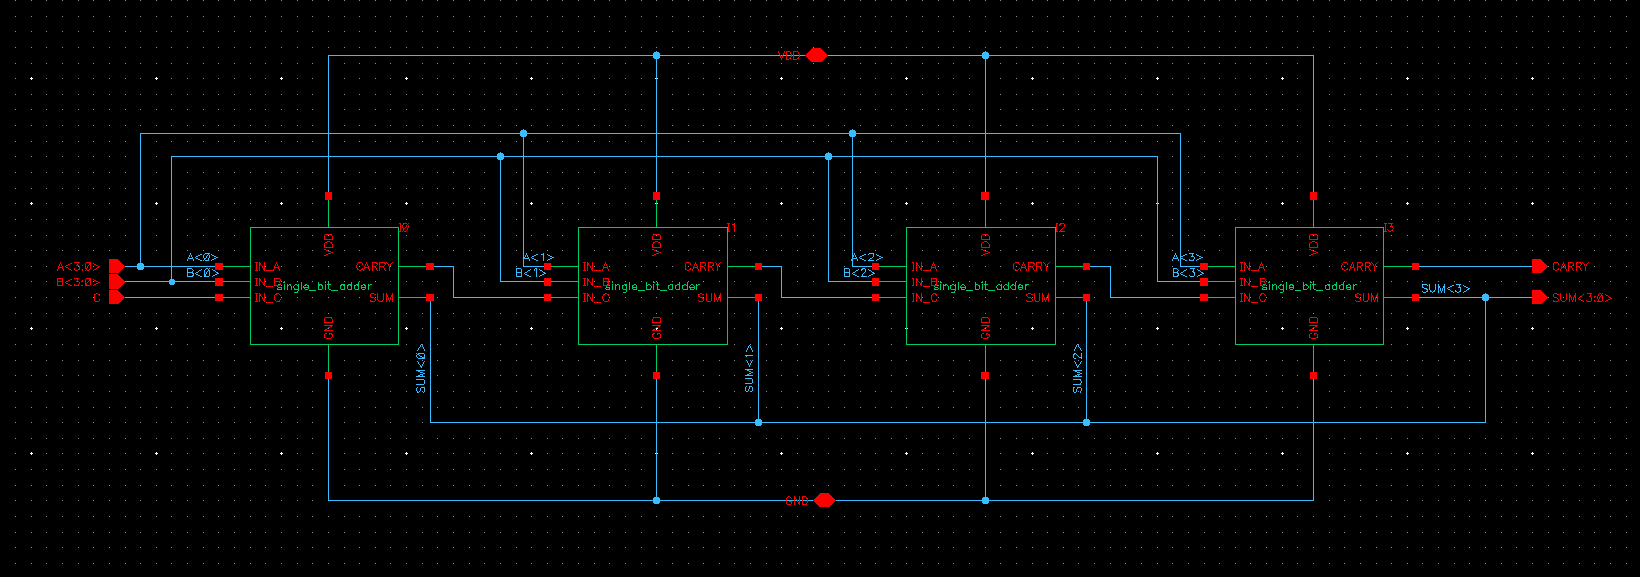 VDD
I0
I1
I2
I3
VDD
VDD
VDD
VDD
A<3:0>
A<0>
IN_A
CARRY
A<1>
IN_A
CARRY
A<2>
IN_A
CARRY
A<3>
IN_A
CARRY
CARRY
B<3:0>
B<0>
IN_B
single_bit_adder
B<1>
IN_B
single_bit_adder
B<2>
IN_B
single_bit_adder
B<3>
IN_B
single_bit_adder
SUM<3>
C
IN_C
SUM
IN_C
SUM
IN_C
SUM
IN_C
SUM
SUM<3:0>
GND
GND
GND
GND
SUM<0>
SUM<1>
SUM<2>
GND